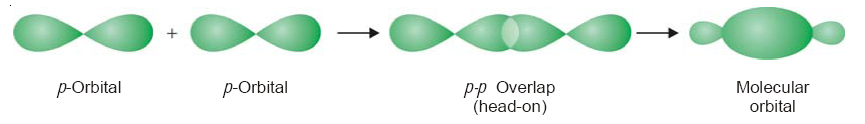 +
p-Orbital p-Orbital p-p Overlap Molecular
(head-on) orbital